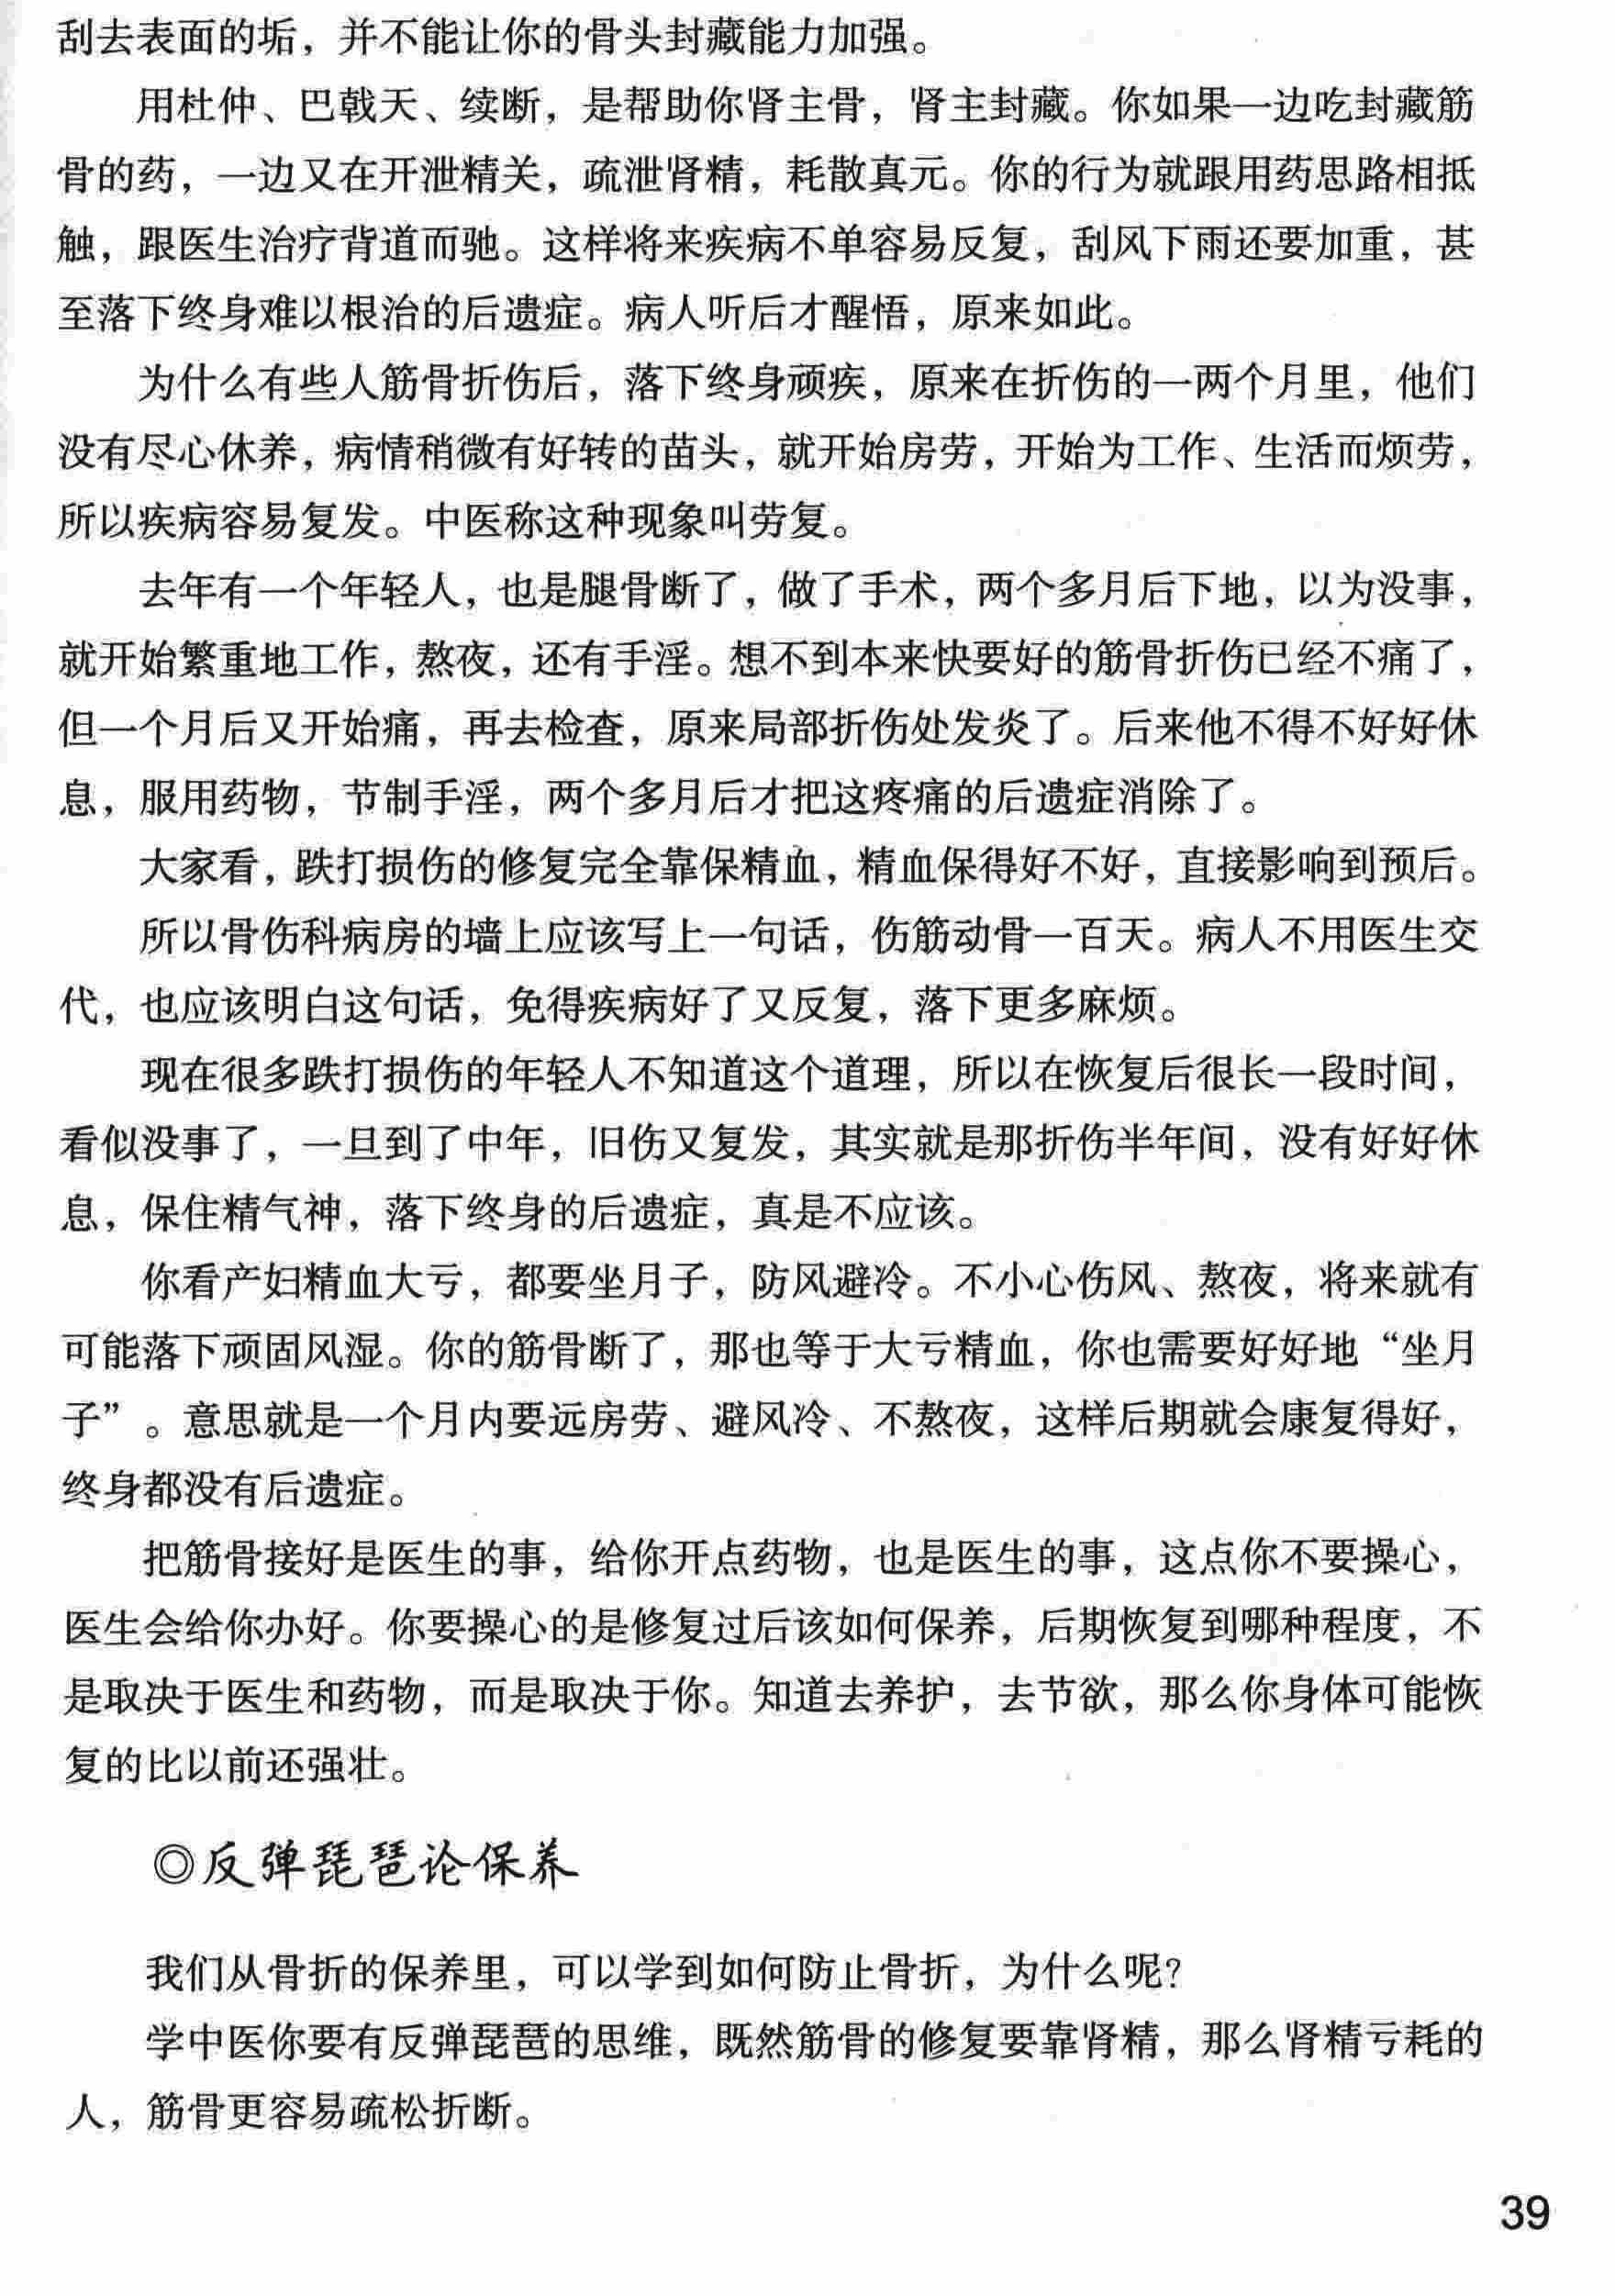 刮去表面的垢，并不能让你的骨头封藏能力加强。
用杜仲、巴戟天、续断，是帮助你肾主骨，肾主封藏。你如果一边吃封藏筋
骨的药，一边又在开泄精关，疏泄肾精，耗散真元。你的行为就跟用药思路相抵
触，跟医生治疗背道而驰。这样将来疾病不单容易反复，刮风下雨还要加重，甚
至落下终身难以根治的后遗症。病人听后才醒悟，原来如此。
为什么有些人筋骨折伤后，落下终身顽疾，原来在折伤的一两个月里，他们
没有尽心休养，病情稍微有好转的苗头，就开始房劳，开始为工作、生活而烦劳，
所以疾病容易复发。中医称这种现象叫劳复。
去年有一个年轻人，也是腿骨断了，做了手术，两个多月后下地，以为没事，
就开始繁重地工作，熬夜，还有手淫。想不到本来快要好的筋骨折伤已经不痛了，
但一个月后又开始痛，再去检查，原来局部折伤处发炎了。后来他不得不好好休
息，服用药物，节制手淫，两个多月后才把这疼痛的后遗症消除了。
大家看，跌打损伤的修复完全靠保精血，精血保得好不好，直接影响到预后。
所以骨伤科病房的墙上应该写上一句话，伤筋动骨一百天。病人不用医生交
代，也应该明白这句话，免得疾病好了又反复，落下更多麻烦。
现在很多跌打损伤的年轻人不知道这个道理，所以在恢复后很长一段时间，
看似没事了，一旦到了中年，旧伤又复发，其实就是那折伤半年间，没有好好休
息，保住精气神，落下终身的后遗症，真是不应该。
你看产妇精血大亏，都要坐月子，防风避冷。不小心伤风、熬夜，将来就有
可能落下顽固风湿。你的筋骨断了，那也等于大亏精血，你也需要好好地“坐月
子”。意思就是一个月内要远房劳、避风冷、不熬夜，这样后期就会康复得好，
终身都没有后遗症。
把筋骨接好是医生的事，给你开点药物，也是医生的事，这点你不要操心，
医生会给你办好。你要操心的是修复过后该如何保养，后期恢复到哪种程度，不
是取决于医生和药物，而是取决于你。知道去养护，去节欲，那么你身体可能恢
复的比以前还强壮。
◎反弹琵琶论保养
我们从骨折的保养里，可以学到如何防止骨折，为什么呢？
学中医你要有反弹琵琶的思维，既然筋骨的修复要靠肾精，那么肾精亏耗的
人，筋骨更容易疏松折断。
39